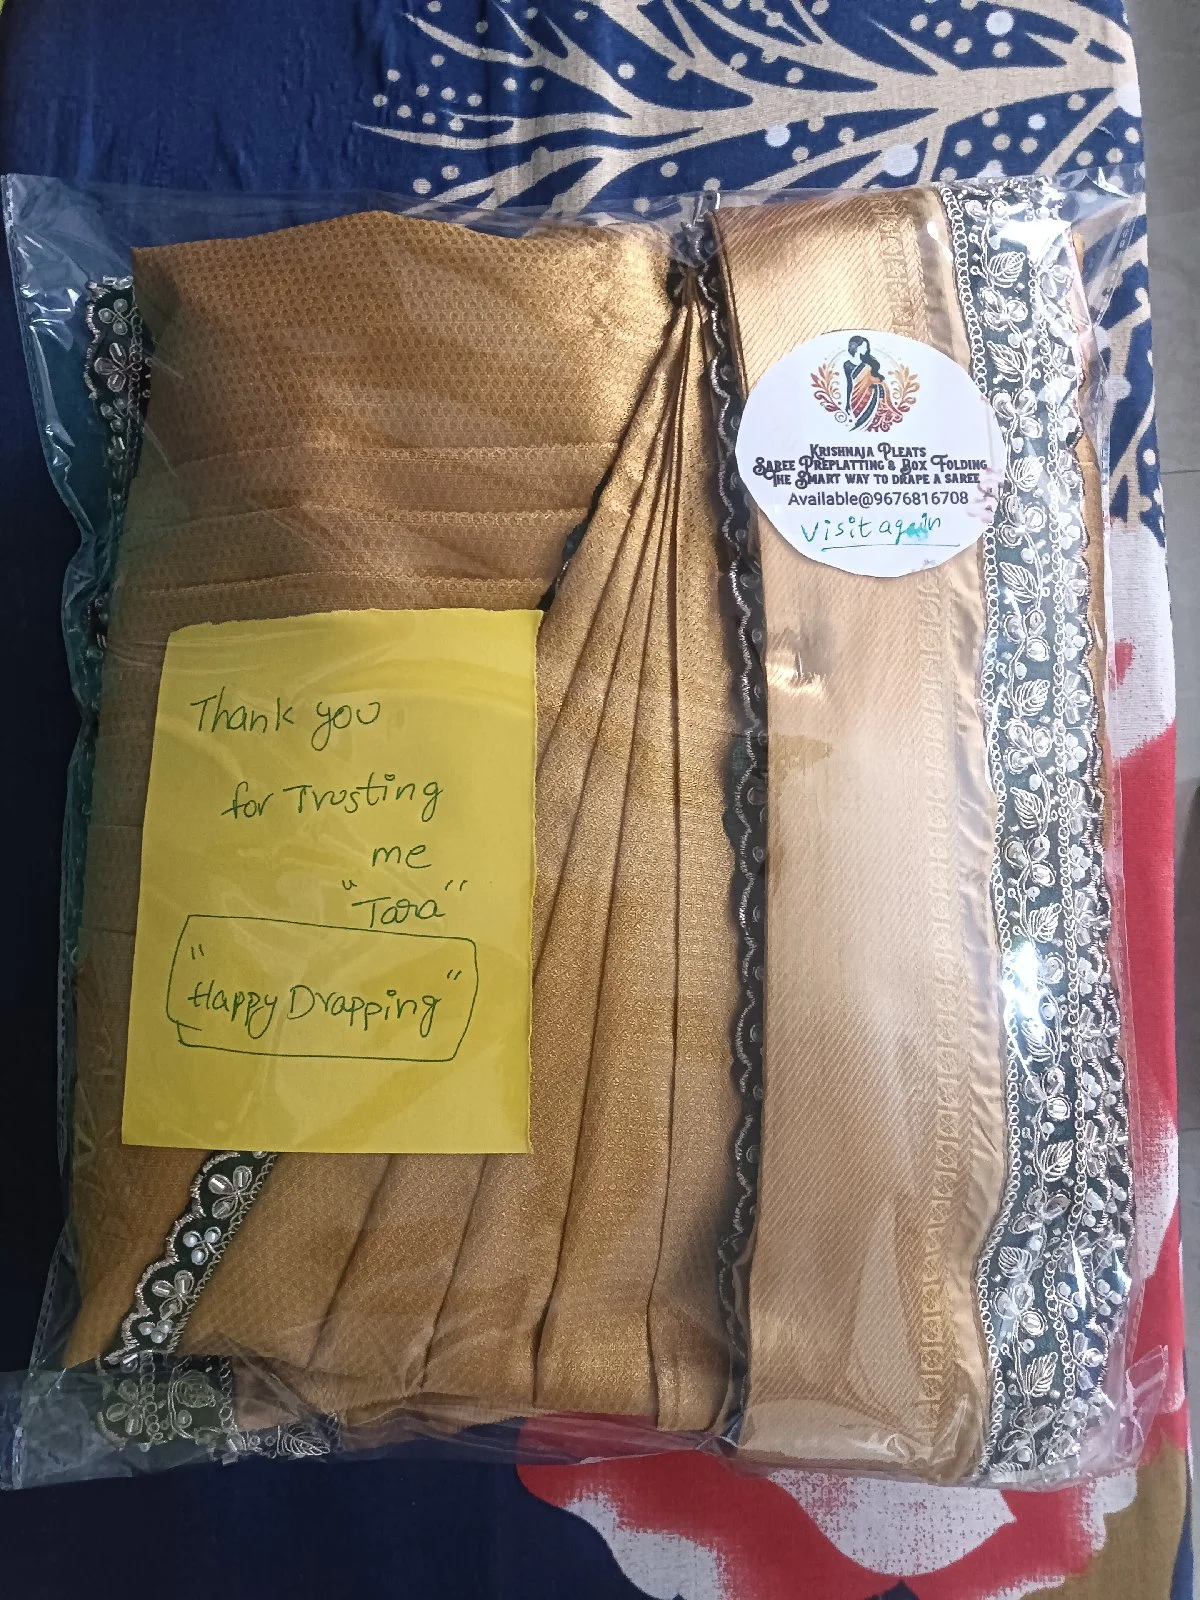 KRISHNAJA PLEATS
SAREE PREPLATTING & BOX FOLDING
THE SMART WAY TO DRAPE A SAREE
Available@9676816708
visit again
Thank you
for Trusting
me
"Tara"
"Happy Drapping"